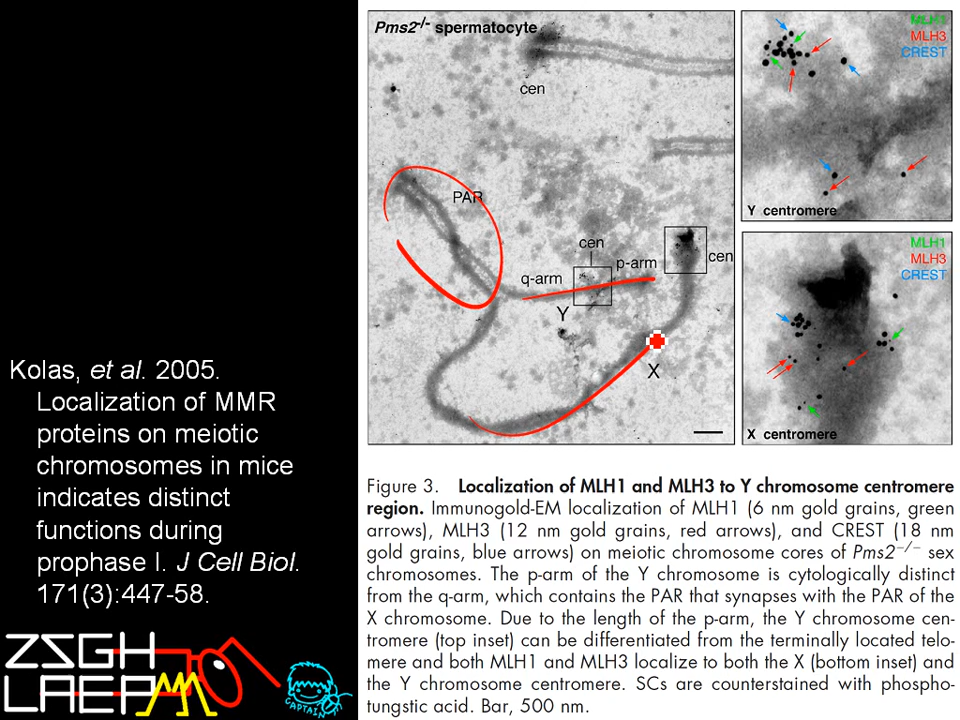 Kolas, et al. 2005.
Localization of MMR
proteins on meiotic
chromosomes in mice
indicates distinct
functions during
prophase I. J Cell Biol.
171(3):447-58.
ZSGH
LAEP
CAPTAIN
Pms2-/- spermatocyte
cen
PAR
cen
p-arm
cen
q-arm
Y
X
MLH1
MLH3
CREST
Y centromere
MLH1
MLH3
CREST
X centromere
Figure 3. Localization of MLH1 and MLH3 to Y chromosome centromere
region. Immunogold-EM localization of MLH1 (6 nm gold grains, green
arrows), MLH3 (12 nm gold grains, red arrows), and CREST (18 nm
gold grains, blue arrows) on meiotic chromosome cores of Pms2−/− sex
chromosomes. The p-arm of the Y chromosome is cytologically distinct
from the q-arm, which contains the PAR that synapses with the PAR of the
X chromosome. Due to the length of the p-arm, the Y chromosome cen-
tromere (top inset) can be differentiated from the terminally located telo-
mere and both MLH1 and MLH3 localize to both the X (bottom inset) and
the Y chromosome centromre. SCs are counterstained with phospho-
tungstic acid. Bar, 500 nm.